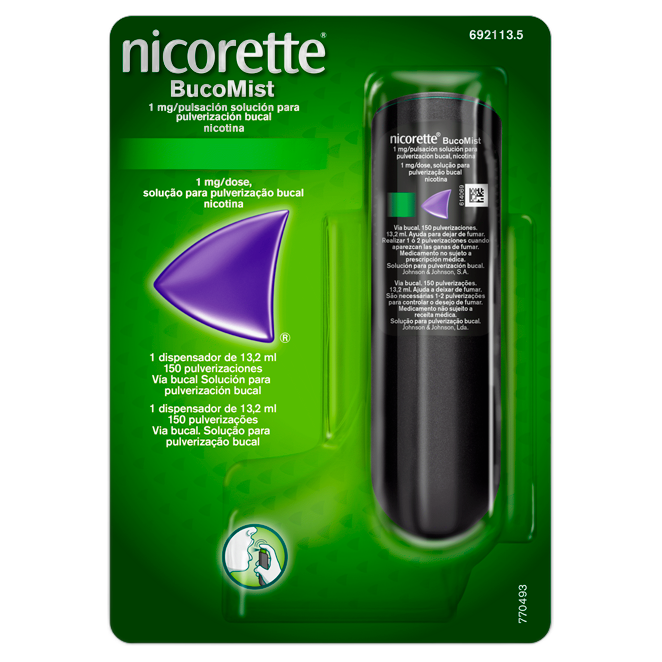 692113.5
nicorette®
BucoMist
1 mg/pulsación solución para
pulverización bucal
nicotina
1 mg/dose,
solução para pulverização bucal
nicotina
®
1 dispensador de 13,2 ml
150 pulverizaciones
Vía bucal Solución para
pulverización bucal
1 dispensador de 13,2 ml
150 pulverizações
Via bucal. Solução para
pulverização bucal
nicorette® BucoMist
1 mg/pulsación solución para
pulverización bucal, nicotina
1 mg/dose, solução para
pulverização bucal
nicotina
614069
Vía bucal. 150 pulverizaciones.
13,2 ml. Ayuda para dejar de fumar.
Realizar 1 ó 2 pulverizaciones cuando
aparezcan las ganas de fumar.
Medicamento no sujeto a
prescripción médica.
Solución para pulverización bucal.
Johnson & Johnson, S.A.
Via bucal. 150 pulverizações.
13,2 ml. Ajuda a deixar de fumar.
São necessárias 1-2 pulverizações
para controlar o desejo de fumar.
Medicamento não sujeito a
receita médica.
Solução para pulverização bucal.
Johnson & Johnson, Lda.
770493